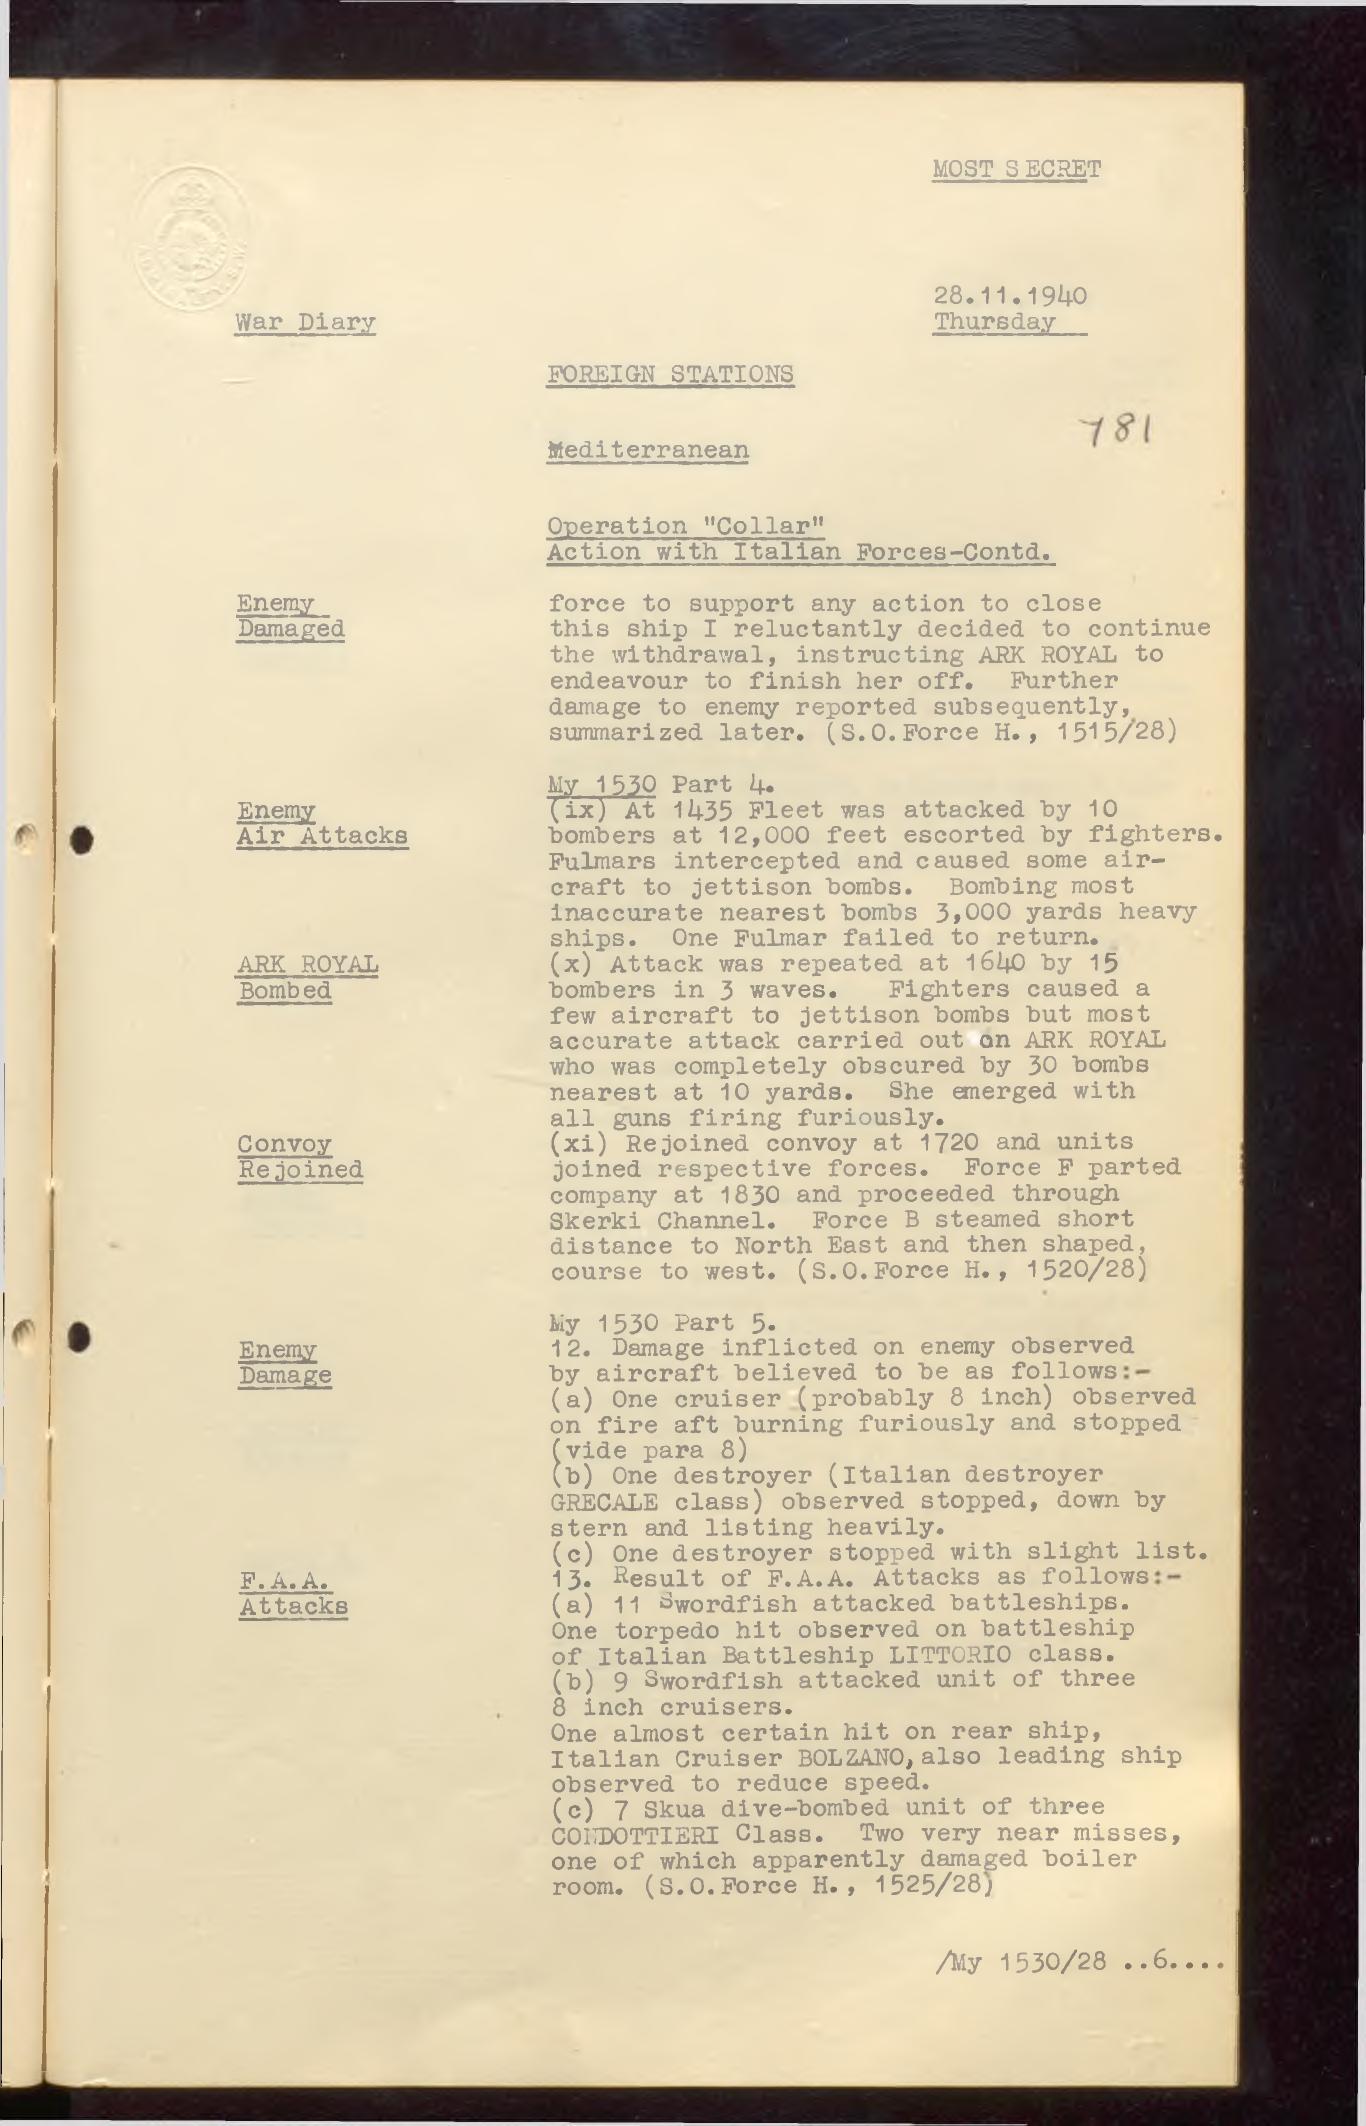 MOST SECRET
28.11.1940
War Diary
Thursday
FOREIGN STATIONS
781
Mediterranean
Operation "Collar"
Action with Italian Forces-Contd.
Enemy
Damaged
force to support any action to close
this ship I reluctantly decided to continue
the withdrawal, instructing ARK ROYAL to
endeavour to finish her off. Further
damage to enemy reported subsequently,
summarized later. (S.O.Force H., 1515/28)
My 1530 Part 4.
Enemy
Air Attacks
(ix) At 1435 Fleet was attacked by 10
bombers at 12,000 feet escorted by fighters.
Fulmars intercepted and caused some air-
craft to jettison bombs. Bombing most
inaccurate nearest bombs 3,000 yards heavy
ships. One Fulmar failed to return.
ARK ROYAL
Bombed
(x) Attack was repeated at 1640 by 15
bombers in 3 waves. Fighters caused a
few aircraft to jettison bombs but most
accurate attack carried out on ARK ROYAL
who was completely obscured by 30 bombs
nearest at 10 yards. She emerged with
all guns firing furiously.
Convoy
Rejoined
(xi) Rejoined convoy at 1720 and units
joined respective forces. Force F parted
company at 1830 and proceeded through
Skerki Channel. Force B steamed short
distance to North East and then shaped,
course to west. (S.O.Force H., 1520/28)
My 1530 Part 5.
Enemy
Damage
12. Damage inflicted on enemy observed
by aircraft believed to be as follows:-
(a) One cruiser (probably 8 inch) observed
on fire aft burning furiously and stopped
(vide para 8)
(b) One destroyer (Italian destroyer
GRECALE class) observed stopped, down by
stern and listing heavily.
(c) One destroyer stopped with slight list.
F.A.A.
Attacks
13. Result of F.A.A. Attacks as follows:-
(a) 11 Swordfish attacked battleships.
One torpedo hit observed on battleship
of Italian Battleship LITTORIO class.
(b) 9 Swordfish attacked unit of three
8 inch cruisers.
One almost certain hit on rear ship,
Italian Cruiser BOLZANO, also leading ship
observed to reduce speed.
(c) 7 Skua dive-bombed unit of three
CONDOTTIERI Class. Two very near misses,
one of which apparently damaged boiler
room. (S.O.Force H., 1525/28)
/My 1530/28 ..6....